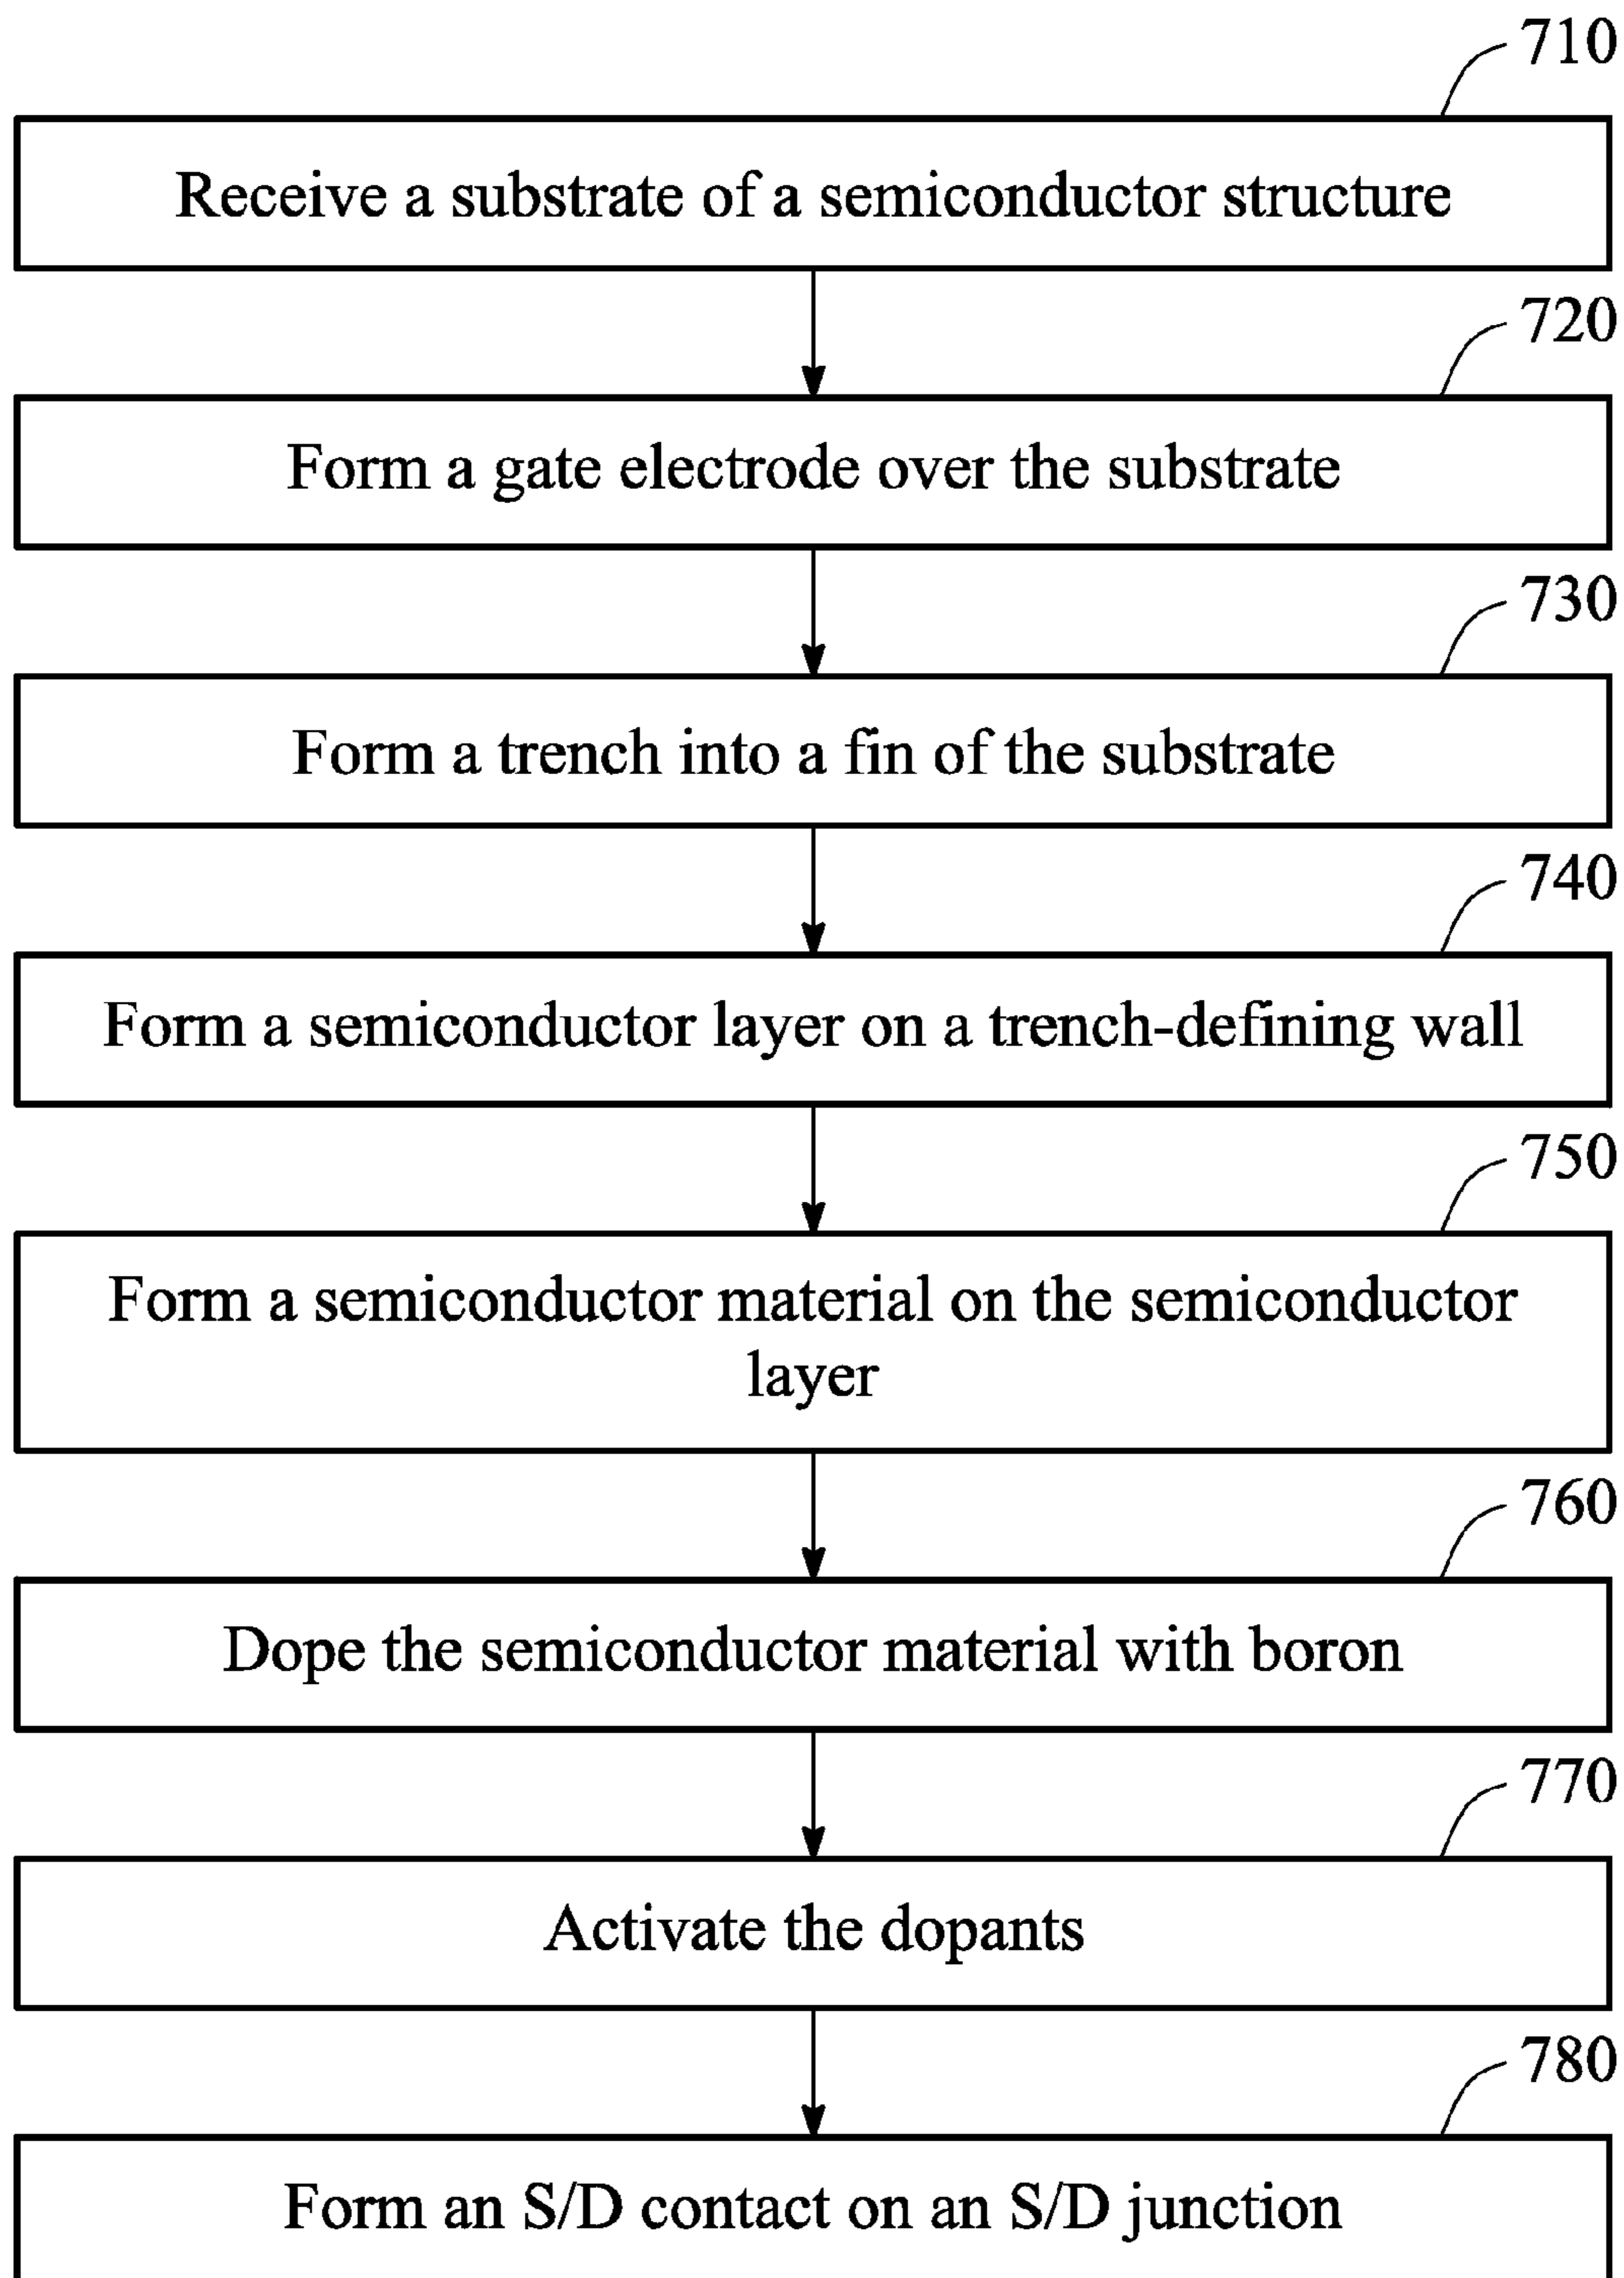 710
Receive a substrate of a semiconductor structure
720
Form a gate electrode over the substrate
730
Form a trench into a fin of the substrate
740
Form a semiconductor layer on a trench-defining wall
750
Form a semiconductor material on the semiconductor
layer
760
Dope the semiconductor material with boron
770
Activate the dopants
780
Form an S/D contact on an S/D junction